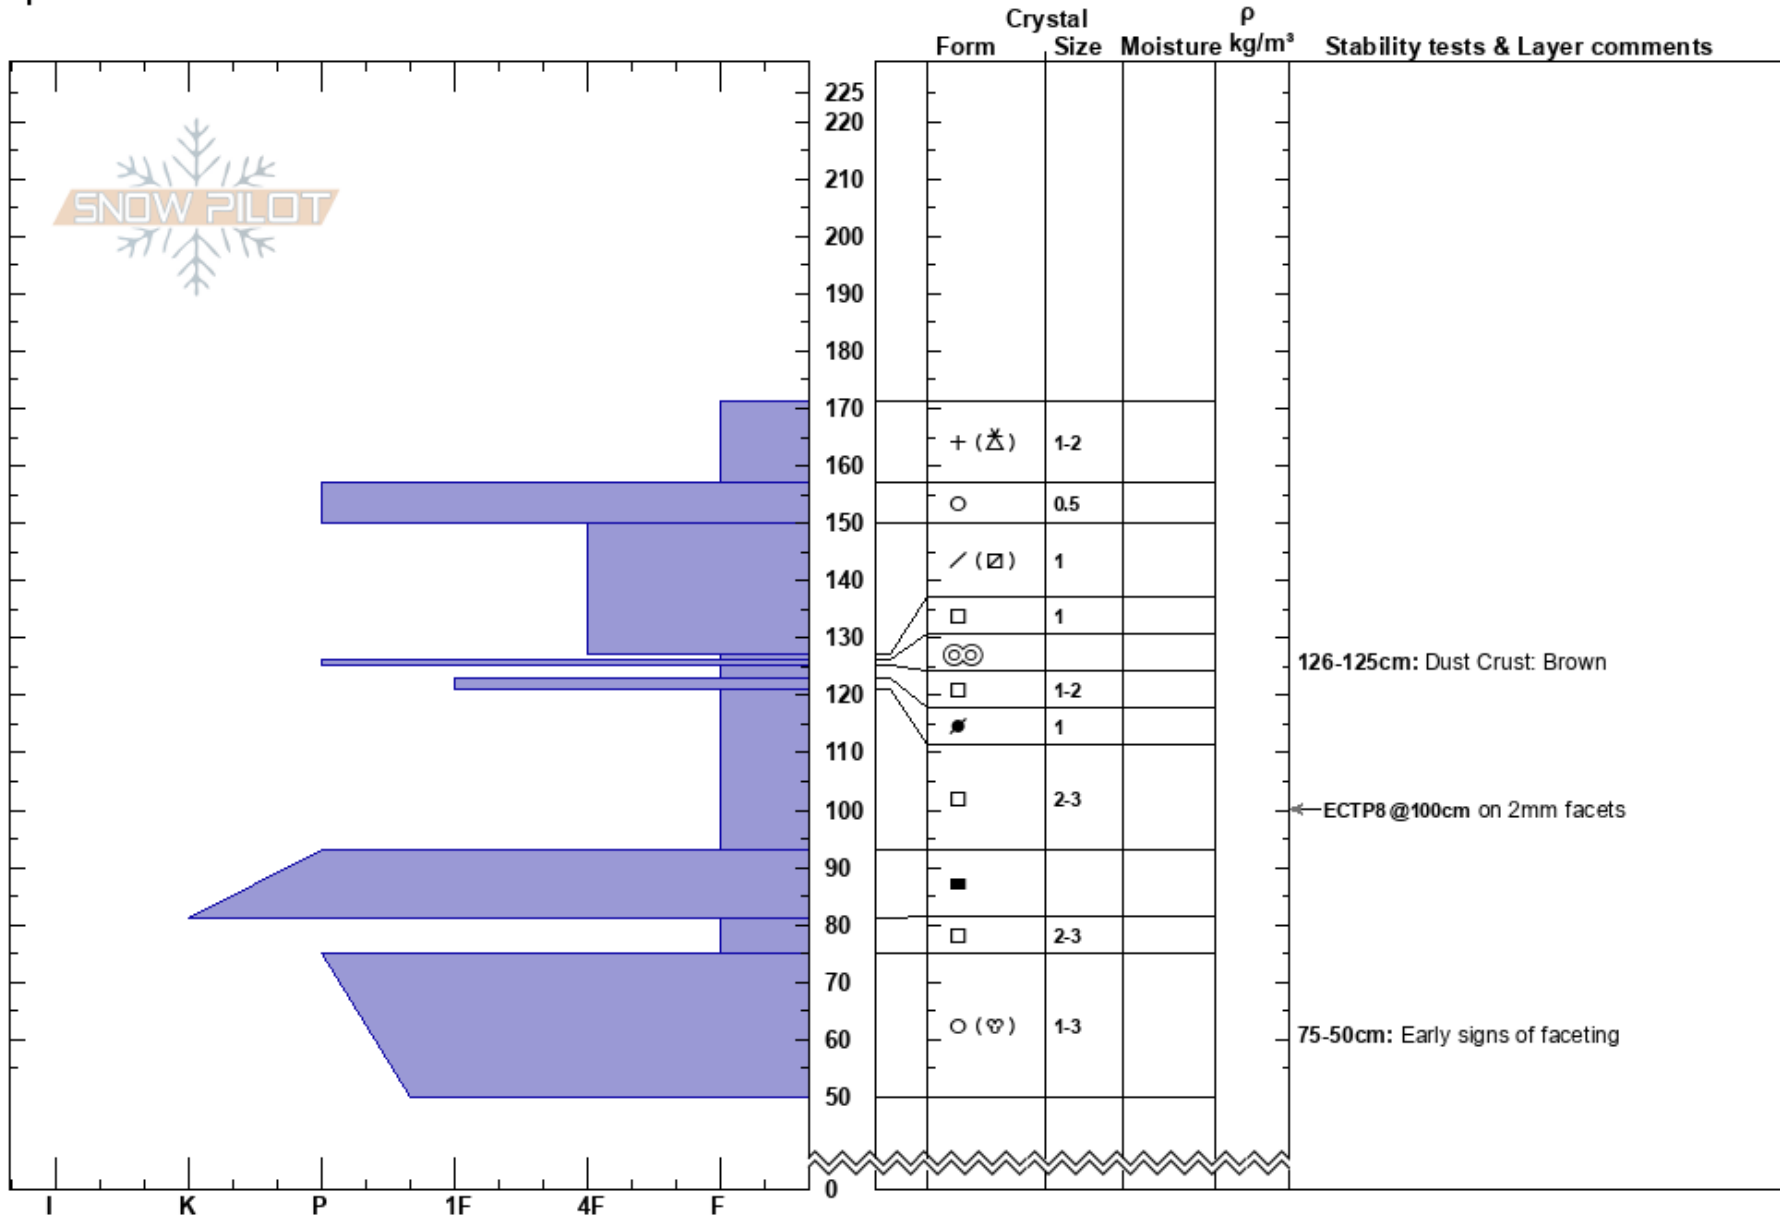 Crystal
ρ
Form Size Moisture kg/m³ Stability tests & Layer comments
225
220
210
200
190
180
170
160
150
140
130
120
110
100
90
80
70
60
50
0
SNOW PILOT
+ ( ) 1-2
0.5
/ ( ) 1
1
126-125cm: Dust Crust: Brown
1-2
1
2-3
ECTP8 @100cm on 2mm facets
2-3
( ) 1-3
75-50cm: Early signs of faceting
I K P 1F 4F F